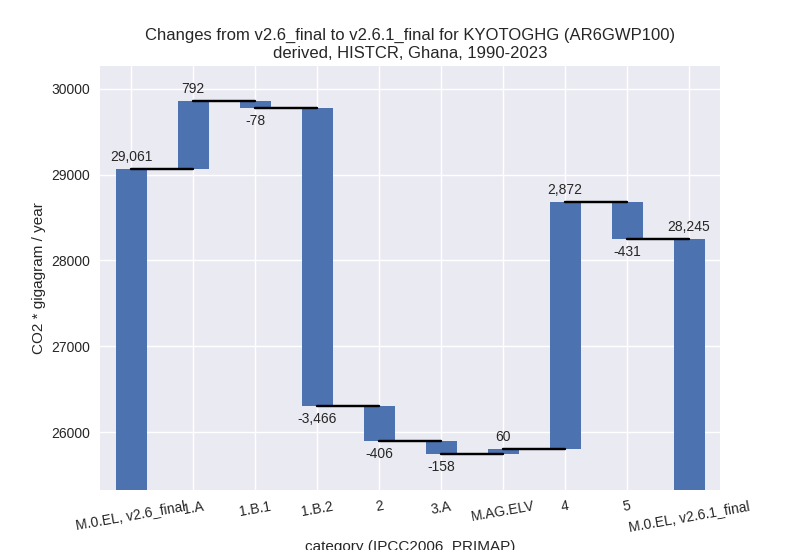 Changes from v2.6_final to v2.6.1_final for KYOTOGHG (AR6GWP100)
derived, HISTCR, Ghana, 1990-2023
CO2 * gigagram / year
30000
29000
28000
27000
26000
29,061
792
-78
-3,466
-406
-158
60
2,872
-431
28,245
M.0.EL, v2.6_final
1.A
1.B.1
1.B.2
2
3.A
M.AG.ELV
4
5
M.0.EL, v2.6.1_final
category (IPCC2006_PRIMAP)